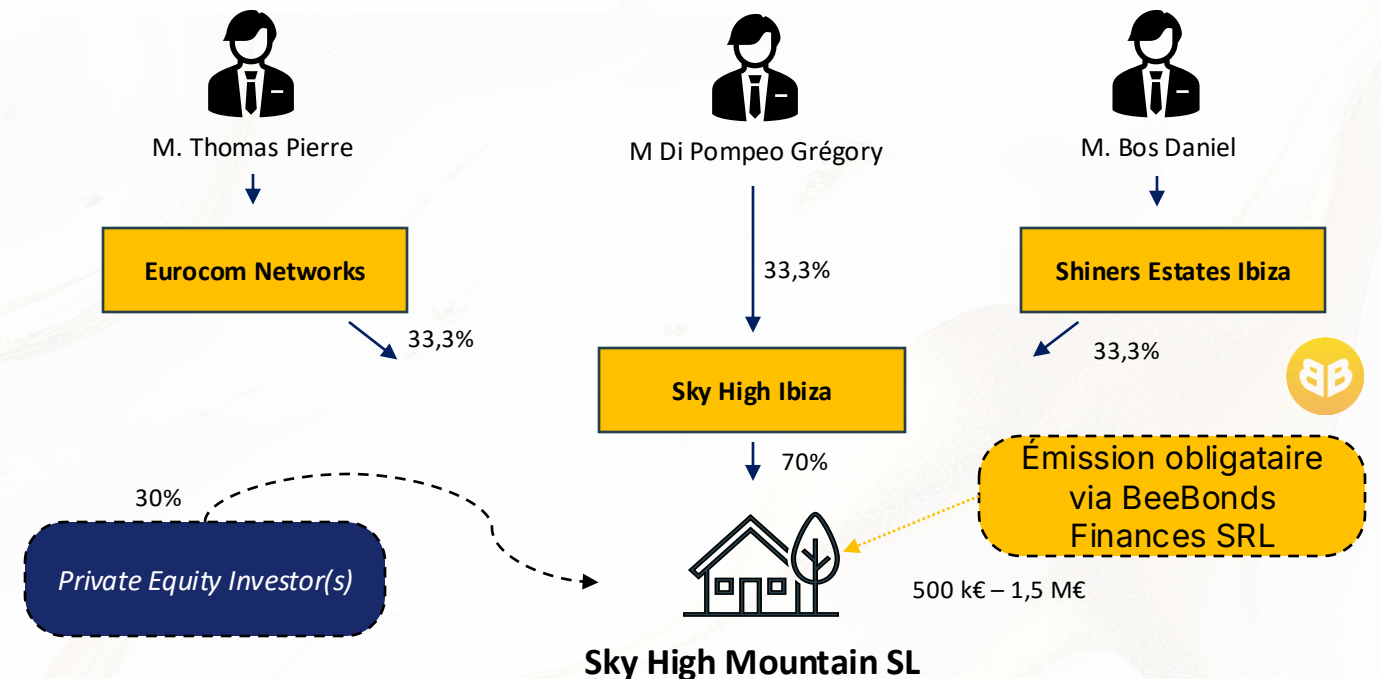 M. Thomas Pierre
M Di Pompeo Grégory
M. Bos Daniel
Eurocom Networks
33,3%
Shiners Estates Ibiza
33,3%
33,3%
Sky High Ibiza
BB
70%
30%
Émission obligataire
via BeeBonds
Finances SRL
Private Equity Investor(s)
500 k€ – 1,5 M€
Sky High Mountain SL